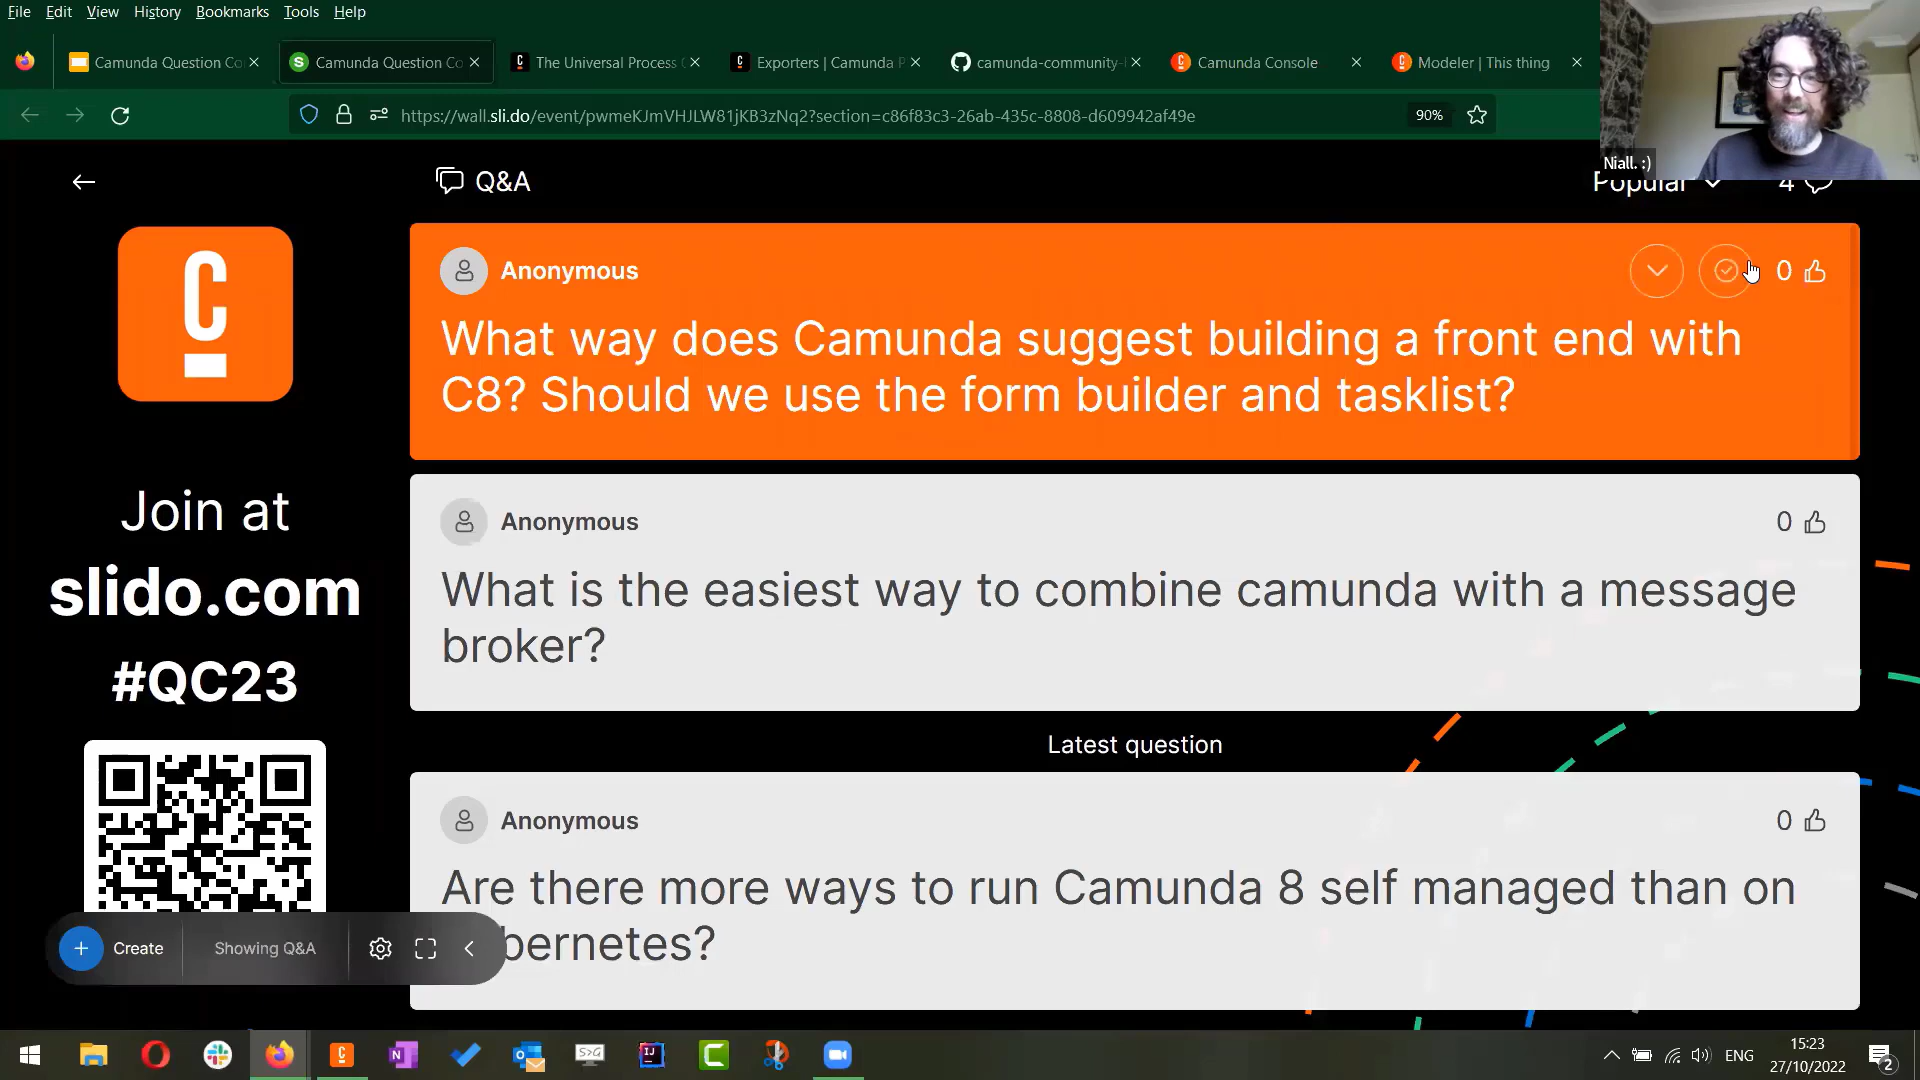 File Edit View History Bookmarks Tools Help
Camunda Question Co
Camunda Question Co
The Universal Process
Exporters | Camunda P
camunda-community-
Camunda Console
Modeler | This thing
https://wall.sli.do/event/pwmeKJmVHJLW81jKB3zNq2?section=c86f83c3-26ab-435c-8808-d609942af49e
90%
Niall. :)
Q&A
Popular
4
C
Anonymous
0
What way does Camunda suggest building a front end with
C8? Should we use the form builder and tasklist?
Anonymous
0
What is the easiest way to combine camunda with a message
broker?
Join at
slido.com
#QC23
Latest question
Anonymous
0
Are there more ways to run Camunda 8 self managed than on
bernetes?
Create
Showing Q&A
ENG
15:23
27/10/2022
2